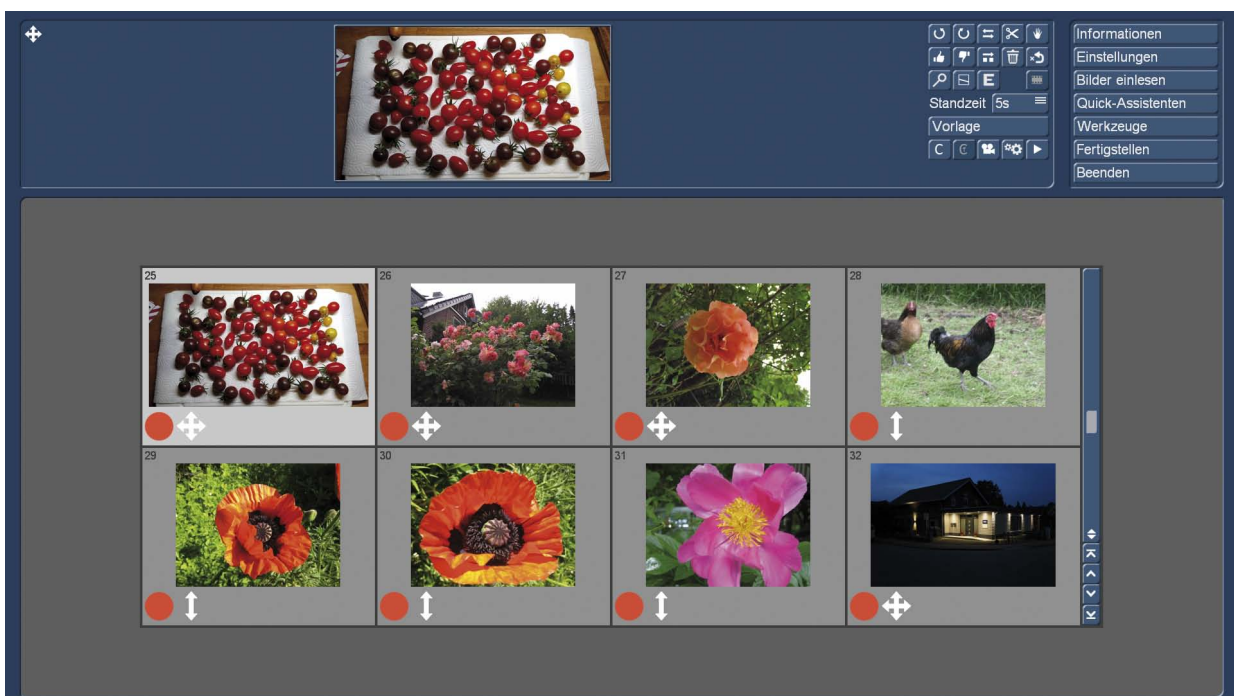 Informationen
Einstellungen
E
Bilder einlesen
Standzeit 5s
Quick-Assistenten
Vorlage
Werkzeuge
C € Fertigstellen
Beenden
25 26 27 28
29 30 31 32